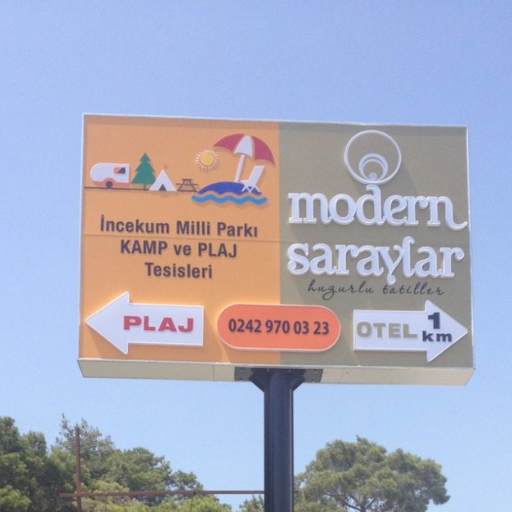 İncekum Milli Parkı
KAMP ve PLAJ
Tesisleri
PLAJ
0242 970 03 23
modern
saraylar
huzurlu tatiller
OTEL 1 km